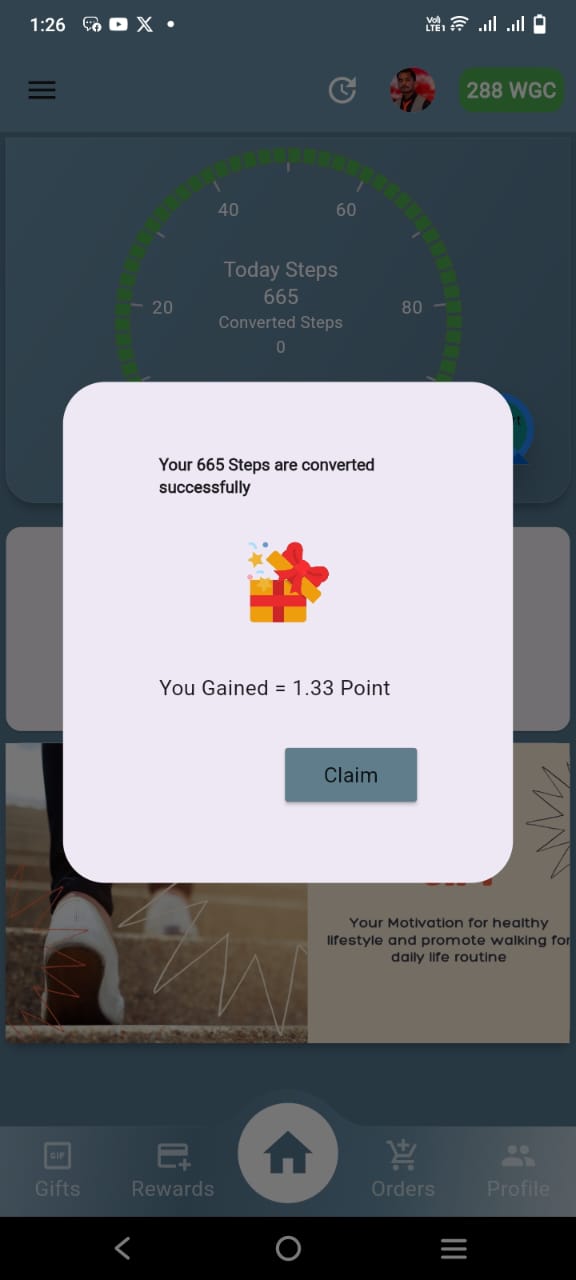 1:26
Vo)
LTE1
288 WGC
40
60
Today Steps
665
20
Converted Steps
80
0
Your 665 Steps are converted
successfully
You Gained = 1.33 Point
Claim
Your Motivation for healthy
lifestyle and promote walking for
daily life routine
GIF
Gifts
Rewards
Orders
Profile